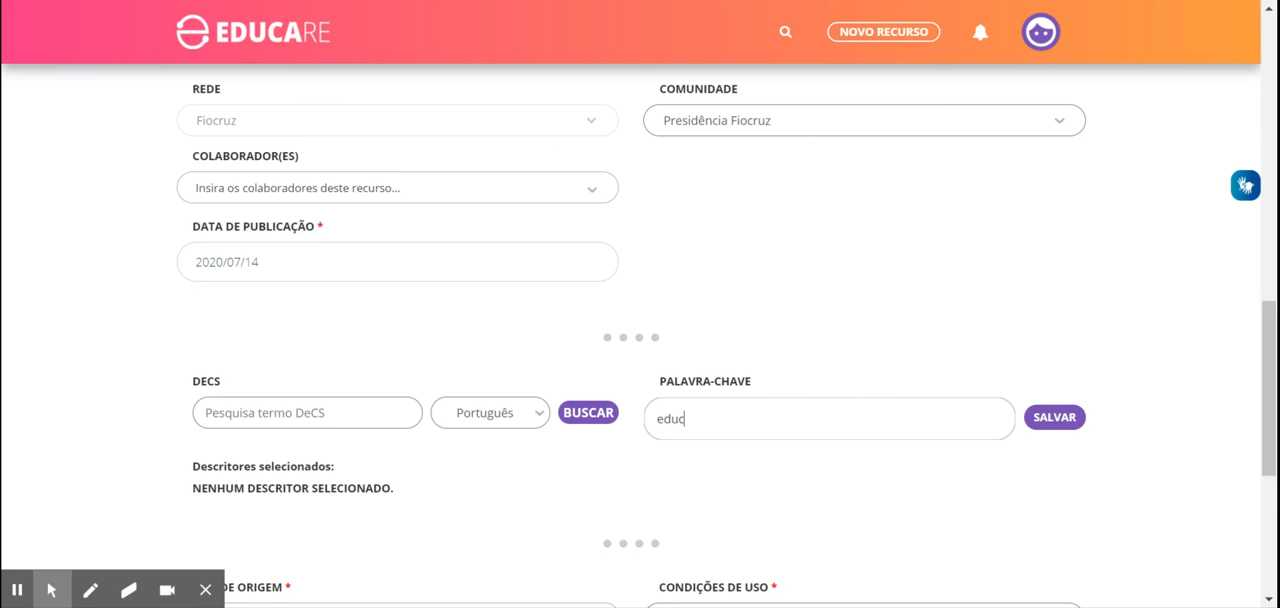 EDUCARE
NOVO RECURSO
REDE
COMUNIDADE
Fiocruz
Presidência Fiocruz
COLABORADOR(ES)
Insira os colaboradores deste recurso...
DATA DE PUBLICAÇÃO *
2020/07/14
DECS
PALAVRA-CHAVE
Pesquisa termo DeCS
Português
BUSCAR
educ
SALVAR
Descritores selecionados:
NENHUM DESCRITOR SELECIONADO.
DE ORIGEM *
CONDIÇÕES DE USO *